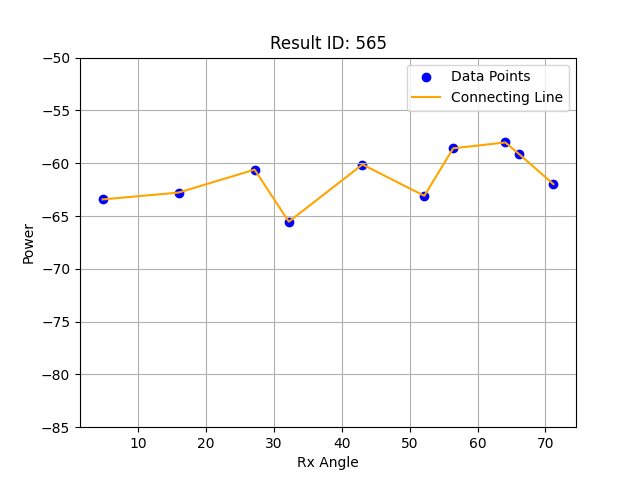 Result ID: 565
Data Points
Connecting Line
Power
−50
−55
−60
−65
−70
−75
−80
−85
10 20 30 40 50 60 70
Rx Angle